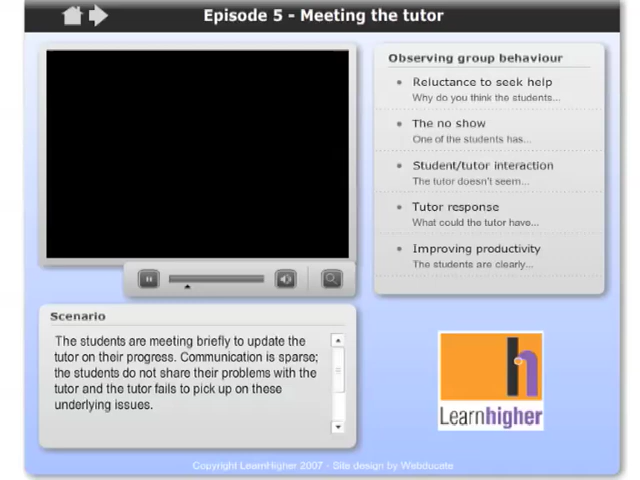 Episode 5 - Meeting the tutor
Observing group behaviour
Reluctance to seek help
Why do you think the students...
The no show
One of the students has...
Student/tutor interaction
The tutor doesn't seem...
Tutor response
What could the tutor have...
Improving productivity
The students are clearly...
Scenario
The students are meeting briefly to update the
tutor on their progress. Communication is sparse;
the students do not share their problems with the
tutor and the tutor fails to pick up on these
underlying issues.
h
Learnhigher
Copyright LearnHigher 2007 - Site design by Webducate